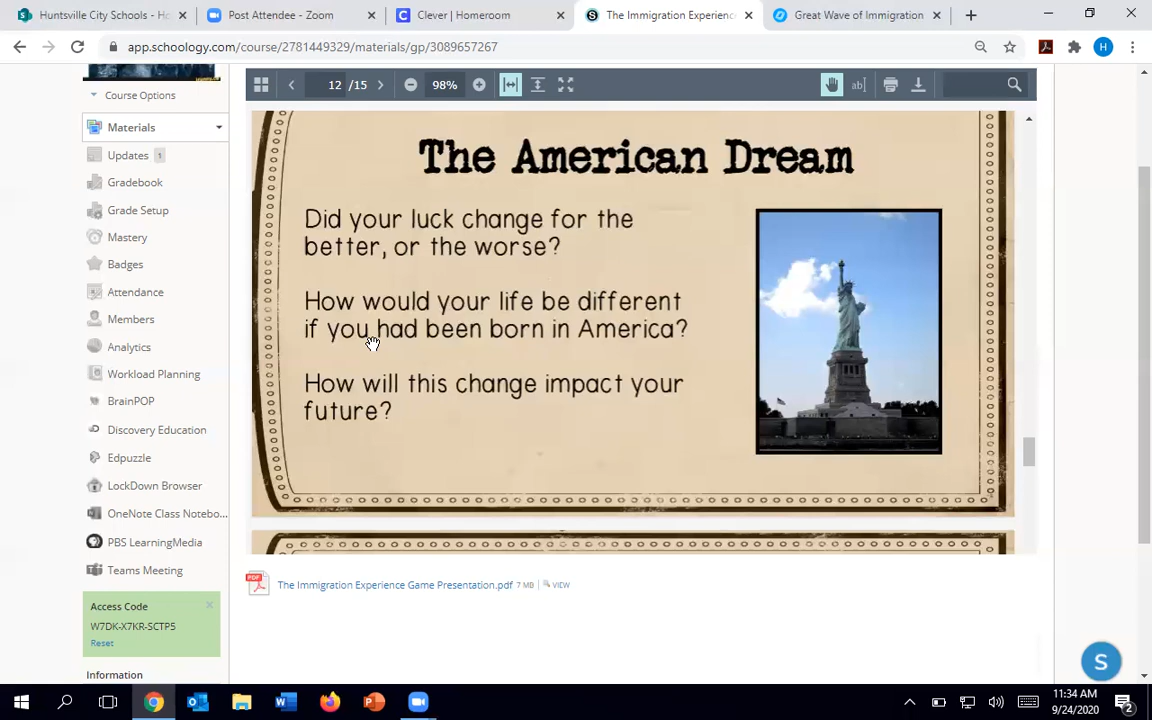 Huntsville City Schools - Ho
Post Attendee - Zoom
Clever | Homeroom
The Immigration Experience
Great Wave of Immigration
app.schoology.com/course/2781449329/materials/gp/3089657267
H
Course Options
Materials
Updates 1
Gradebook
Grade Setup
Mastery
Badges
Attendance
Members
Analytics
Workload Planning
BrainPOP
Discovery Education
Edpuzzle
LockDown Browser
OneNote Class Notebo...
PBS LearningMedia
Teams Meeting
Access Code
W7DK-X7KR-SCTP5
Reset
Information
12 /15
98%
The American Dream
Did your luck change for the
better, or the worse?
How would your life be different
if you had been born in America?
How will this change impact your
future?
PDF
The Immigration Experience Game Presentation.pdf 7 MB VIEW
S
11:34 AM
9/24/2020
2